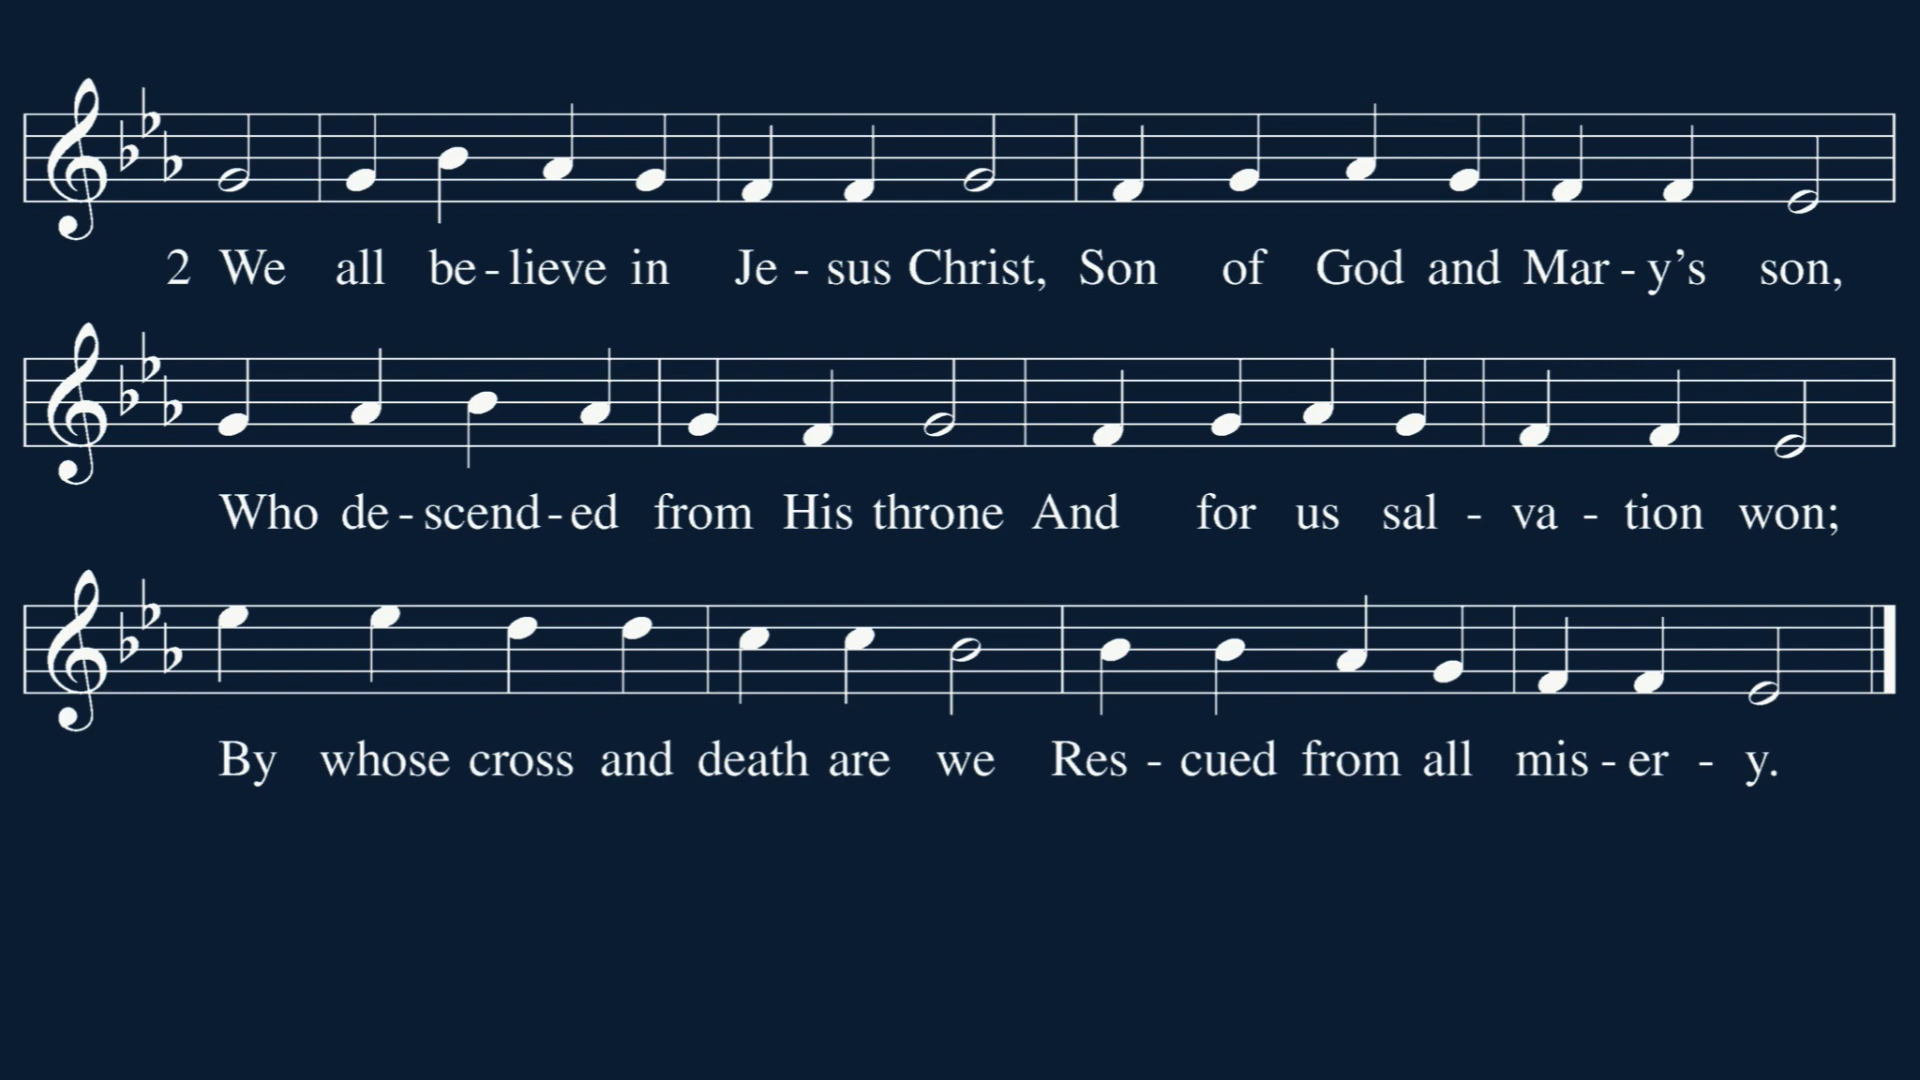 2 We all be - lieve in Je - sus Christ, Son of God and Mar - y’s son,
Who de - scend - ed from His throne And for us sal - va - tion won;
By whose cross and death are we Res - cued from all mis - er - y.